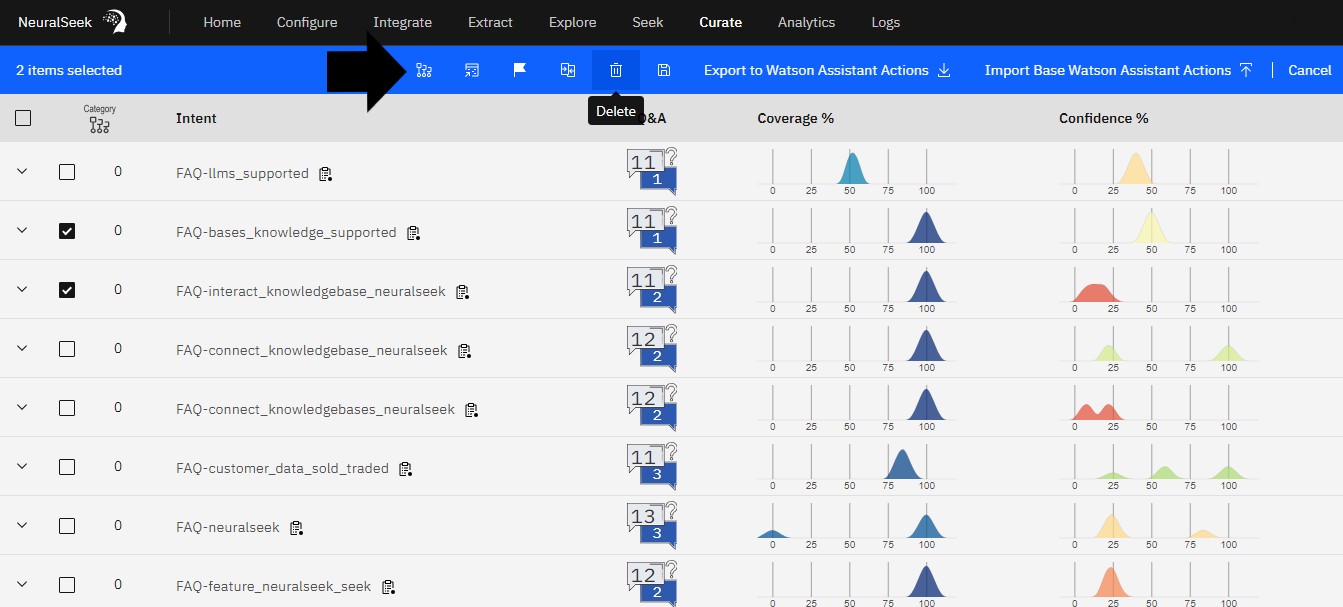 NeuralSeek Home Configure Integrate Extract Explore Seek Curate Analytics Logs
2 items selected Export to Watson Assistant Actions Import Base Watson Assistant Actions Cancel
Delete
Category Intent &A Coverage % Confidence %
0 FAQ-llms_supported 11 ? 1 0 25 50 75 100 0 25 50 75 100
0 FAQ-bases_knowledge_supported 11 ? 1 0 25 50 75 100 0 25 50 75 100
0 FAQ-interact_knowledgebase_neuralseek 11 ? 2 0 25 50 75 100 0 25 50 75 100
0 FAQ-connect_knowledgebase_neuralseek 12 ? 2 0 25 50 75 100 0 25 50 75 100
0 FAQ-connect_knowledgebases_neuralseek 12 ? 2 0 25 50 75 100 0 25 50 75 100
0 FAQ-customer_data_sold_traded 11 ? 3 0 25 50 75 100 0 25 50 75 100
0 FAQ-neuralseek 13 ? 3 0 25 50 75 100 0 25 50 75 100
0 FAQ-feature_neuralseek_seek 12 ? 2 0 25 50 75 100 0 25 50 75 100